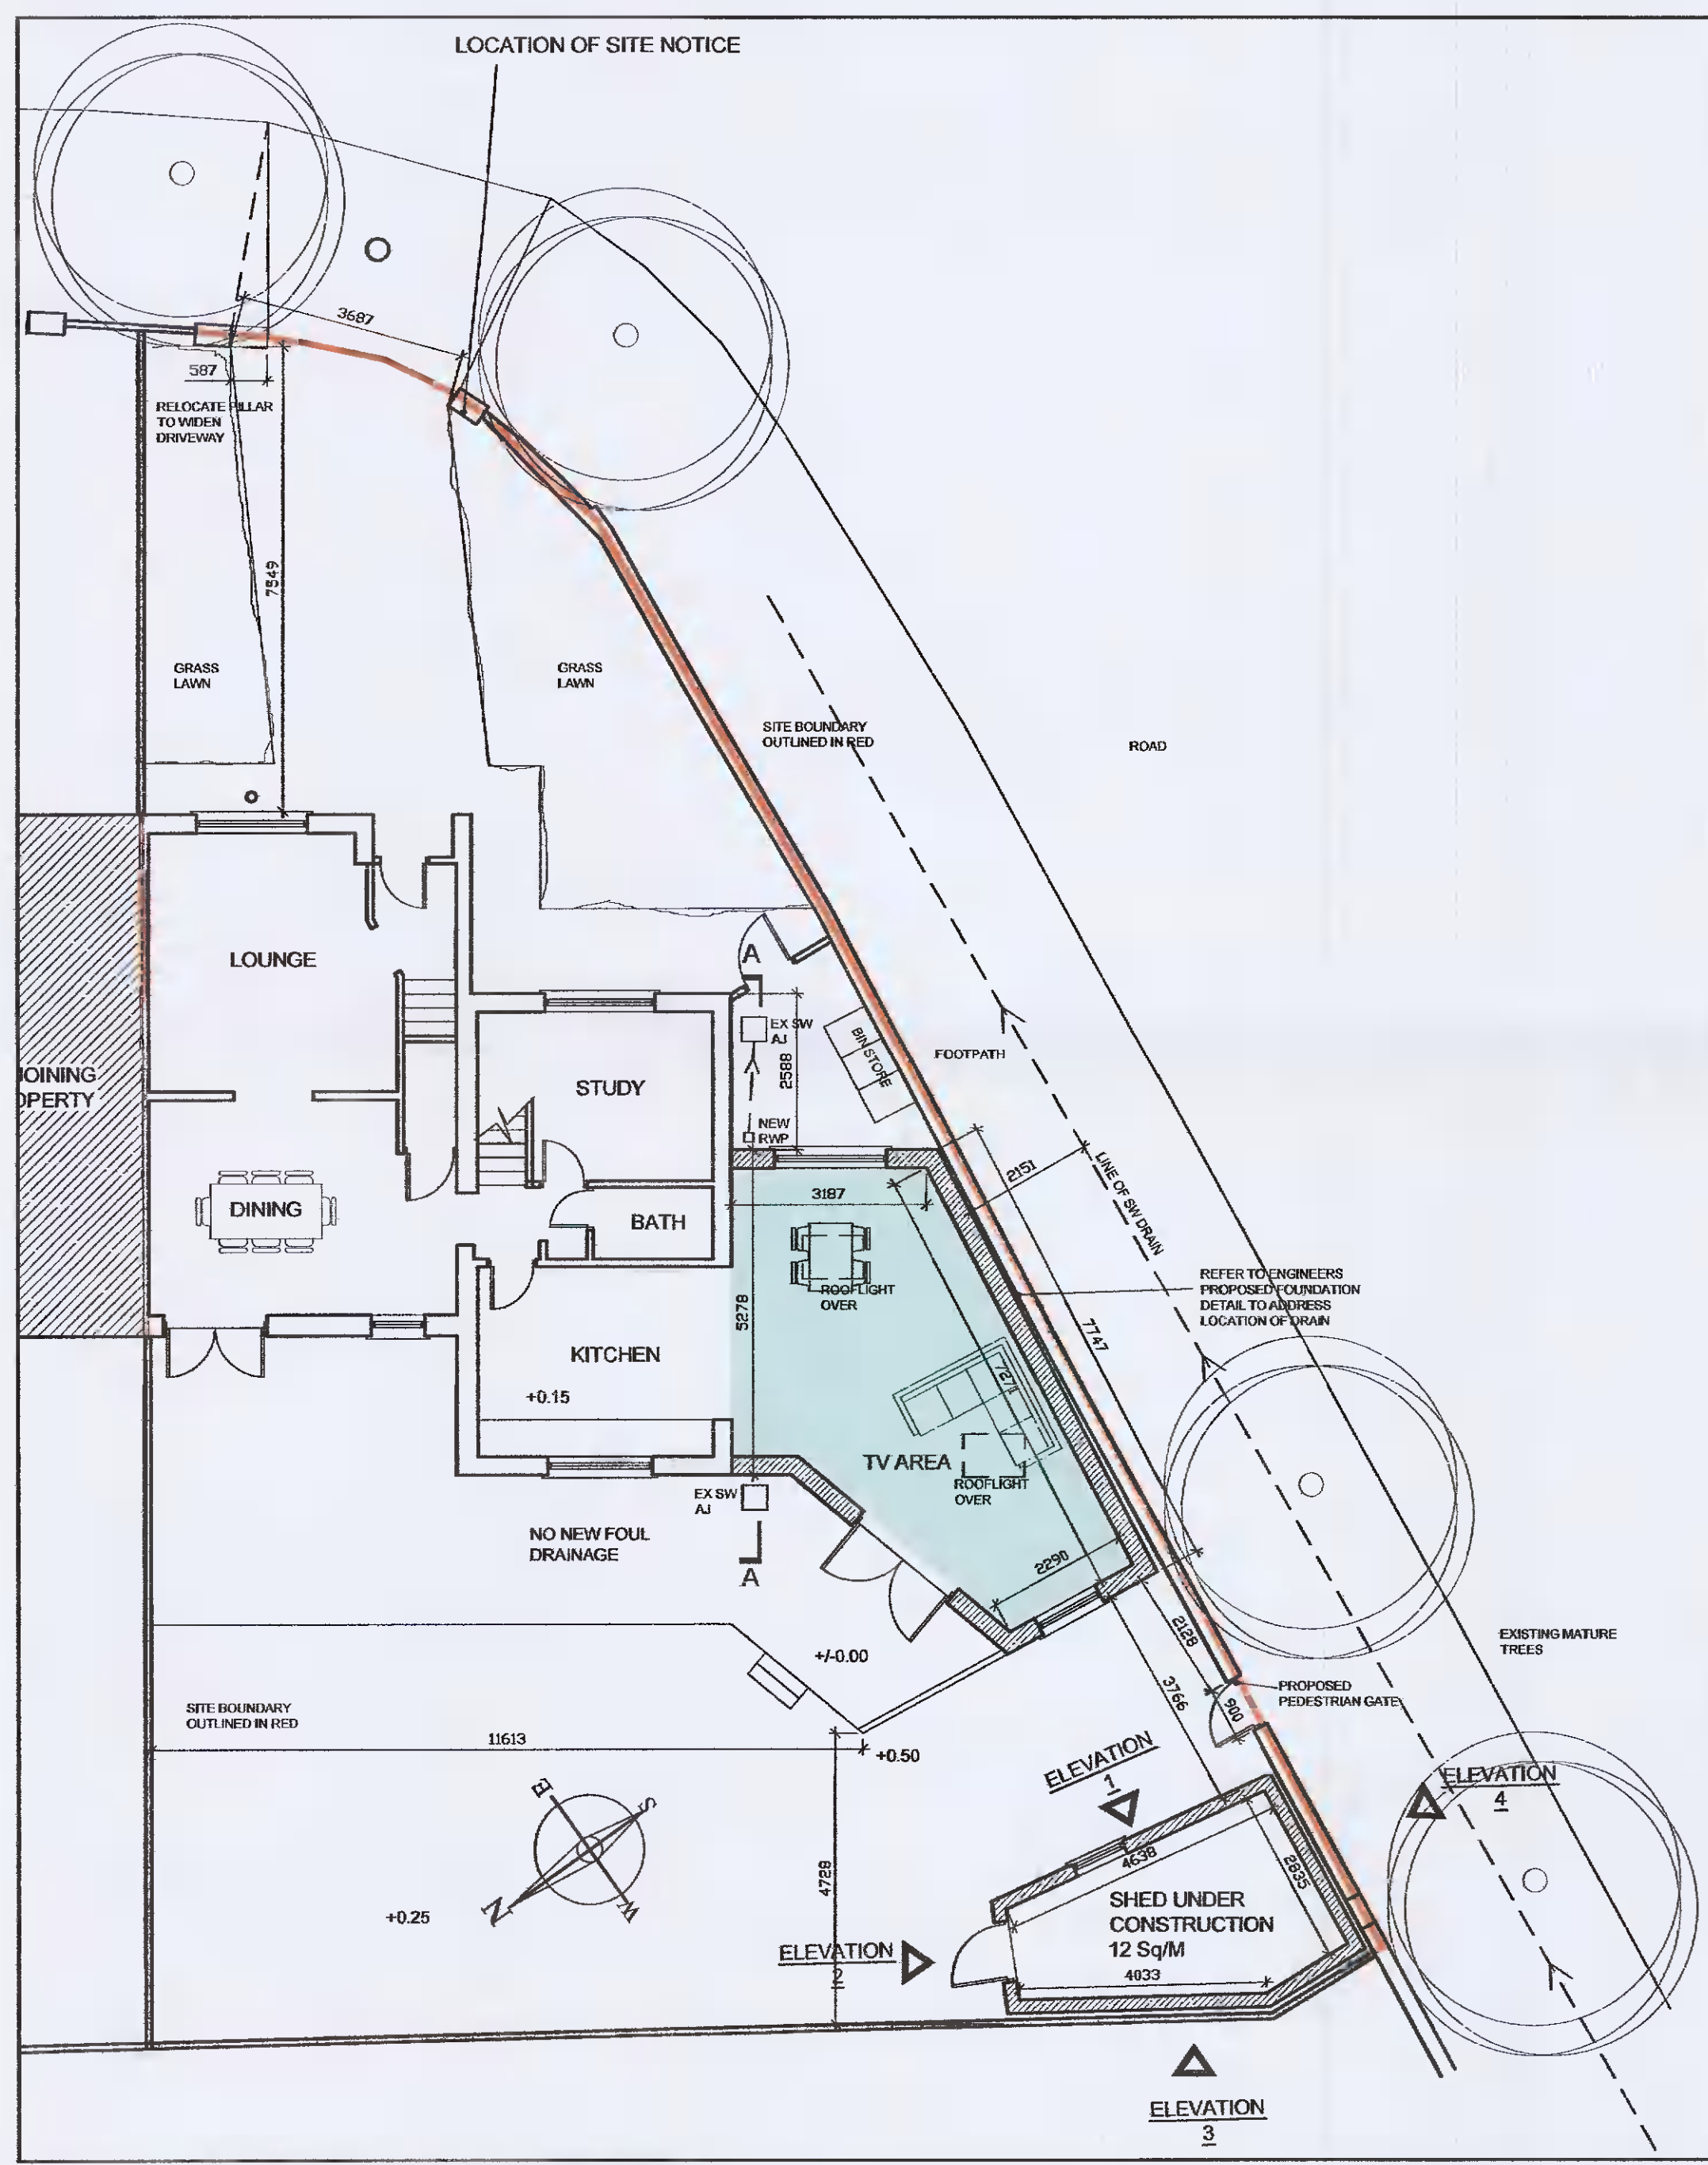 LOCATION OF SITE NOTICE
3687
587
RELOCATE PILLAR
TO WIDEN
DRIVEWAY
7549
GRASS
LAWN
GRASS
LAWN
SITE BOUNDARY
OUTLINED IN RED
ROAD
LOUNGE
A
EX SW
AJ
2588
BIN STORE
FOOTPATH
OINING
OPERTY
STUDY
NEW
RWP
2151
LINE OF SW DRAIN
3187
DINING
BATH
ROOFLIGHT
OVER
REFER TO ENGINEERS
PROPOSED FOUNDATION
DETAIL TO ADDRESS
LOCATION OF DRAIN
5278
7747
KITCHEN
+0.15
7271
TV AREA
ROOFLIGHT
OVER
EX SW
AJ
NO NEW FOUL
DRAINAGE
A
2290
2128
+/-0.00
EXISTING MATURE
TREES
3766
900
PROPOSED
PEDESTRIAN GATE
SITE BOUNDARY
OUTLINED IN RED
11613
+0.50
ELEVATION
1
ELEVATION
4
E
S
N
W
4728
4638
2835
+0.25
SHED UNDER
CONSTRUCTION
12 Sq/M
ELEVATION
2
4033
ELEVATION
3